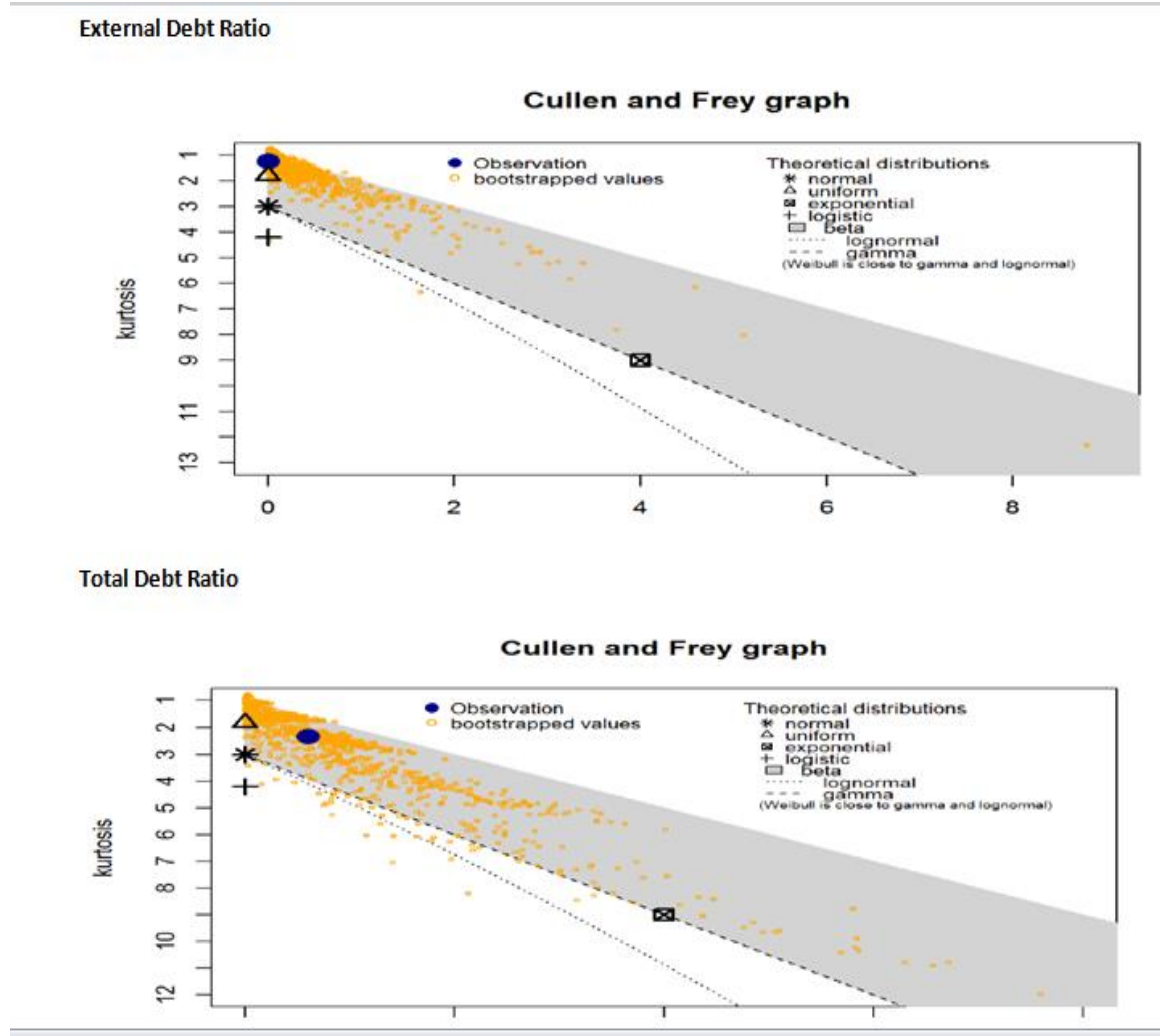 External Debt Ratio
Cullen and Frey graph
Observation
bootstrapped values
Theoretical distributions
normal
uniform
exponential
logistic
beta
lognormal
gamma
(Weibull is close to gamma and lognormal)
kurtosis
1
2
3
4
5
6
7
8
9
11
13
0 2 4 6 8
Total Debt Ratio
Cullen and Frey graph
Observation
bootstrapped values
Theoretical distributions
normal
uniform
exponential
logistic
beta
lognormal
gamma
(Weibull is close to gamma and lognormal)
kurtosis
1
2
3
4
5
6
7
8
10
12